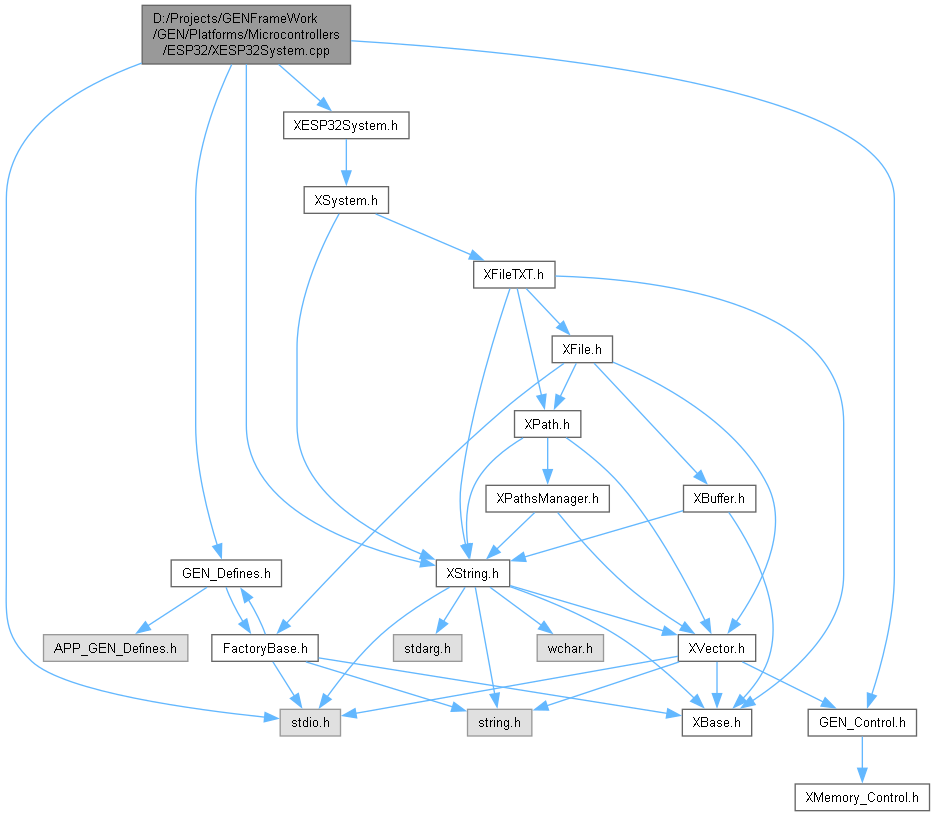 D:/Projects/GENFrameWork
/GEN/Platforms/Microcontrollers
/ESP32/XESP32System.cpp
XESP32System.h
XSystem.h
XFileTXT.h
XFile.h
XPath.h
XPathsManager.h
XBuffer.h
GEN_Defines.h
XString.h
APP_GEN_Defines.h
FactoryBase.h
stdarg.h
wchar.h
XVector.h
stdio.h
string.h
XBase.h
GEN_Control.h
XMemory_Control.h